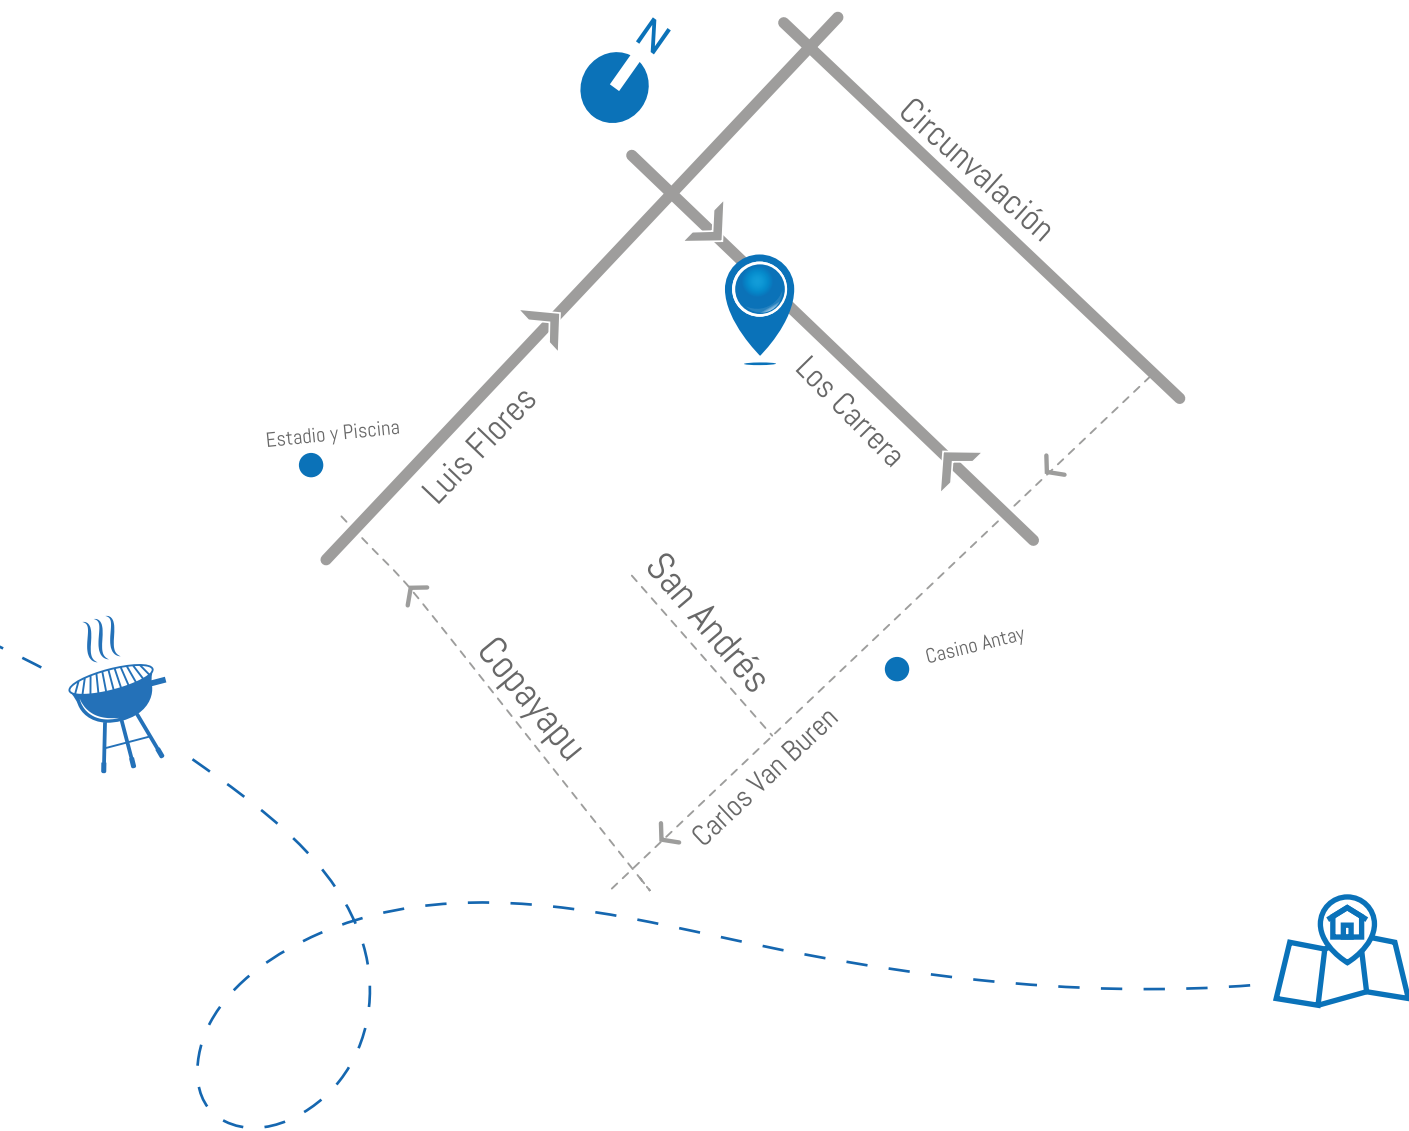 N
Circunvalación
Los Carrera
Luis Flores
Estadio y Piscina
San Andrés
Copayapu
Casino Antay
Carlos Van Buren